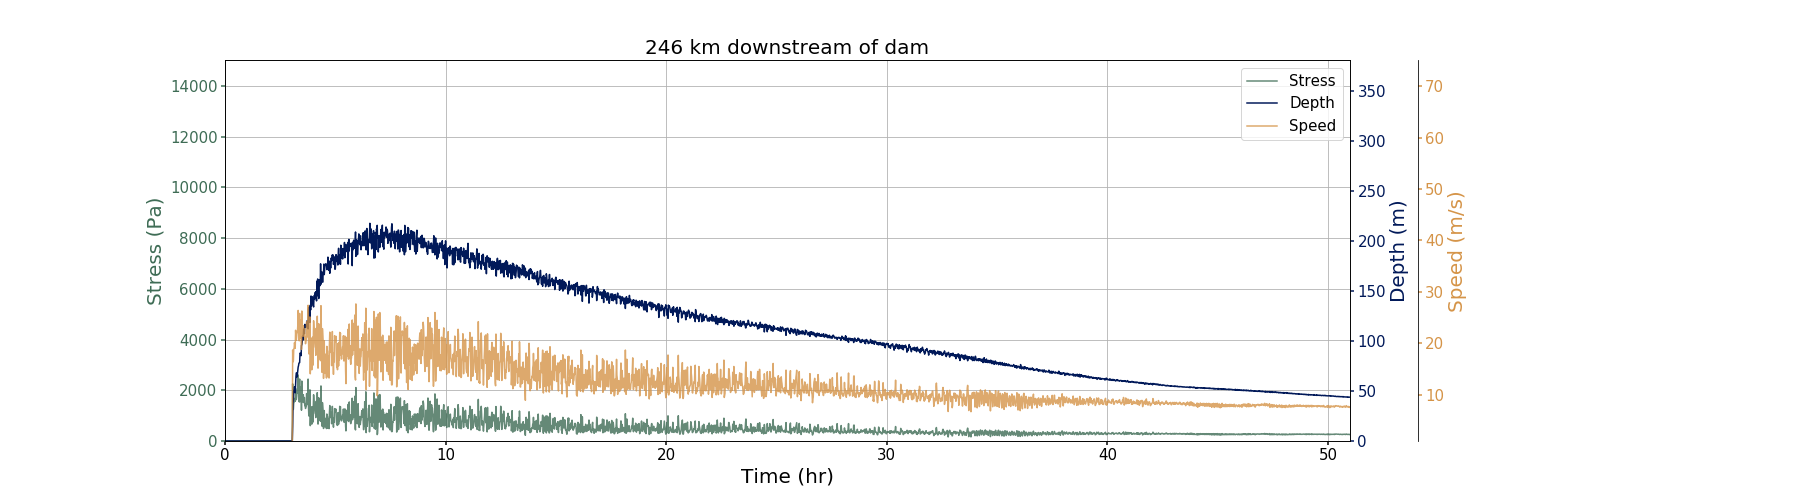 246 km downstream of dam
Stress (Pa)
14000
12000
10000
8000
6000
4000
2000
0
Stress
Depth
Speed
350
300
250
200
150
100
50
0
Depth (m)
70
60
50
40
30
20
10
Speed (m/s)
0 10 20 30 40 50
Time (hr)